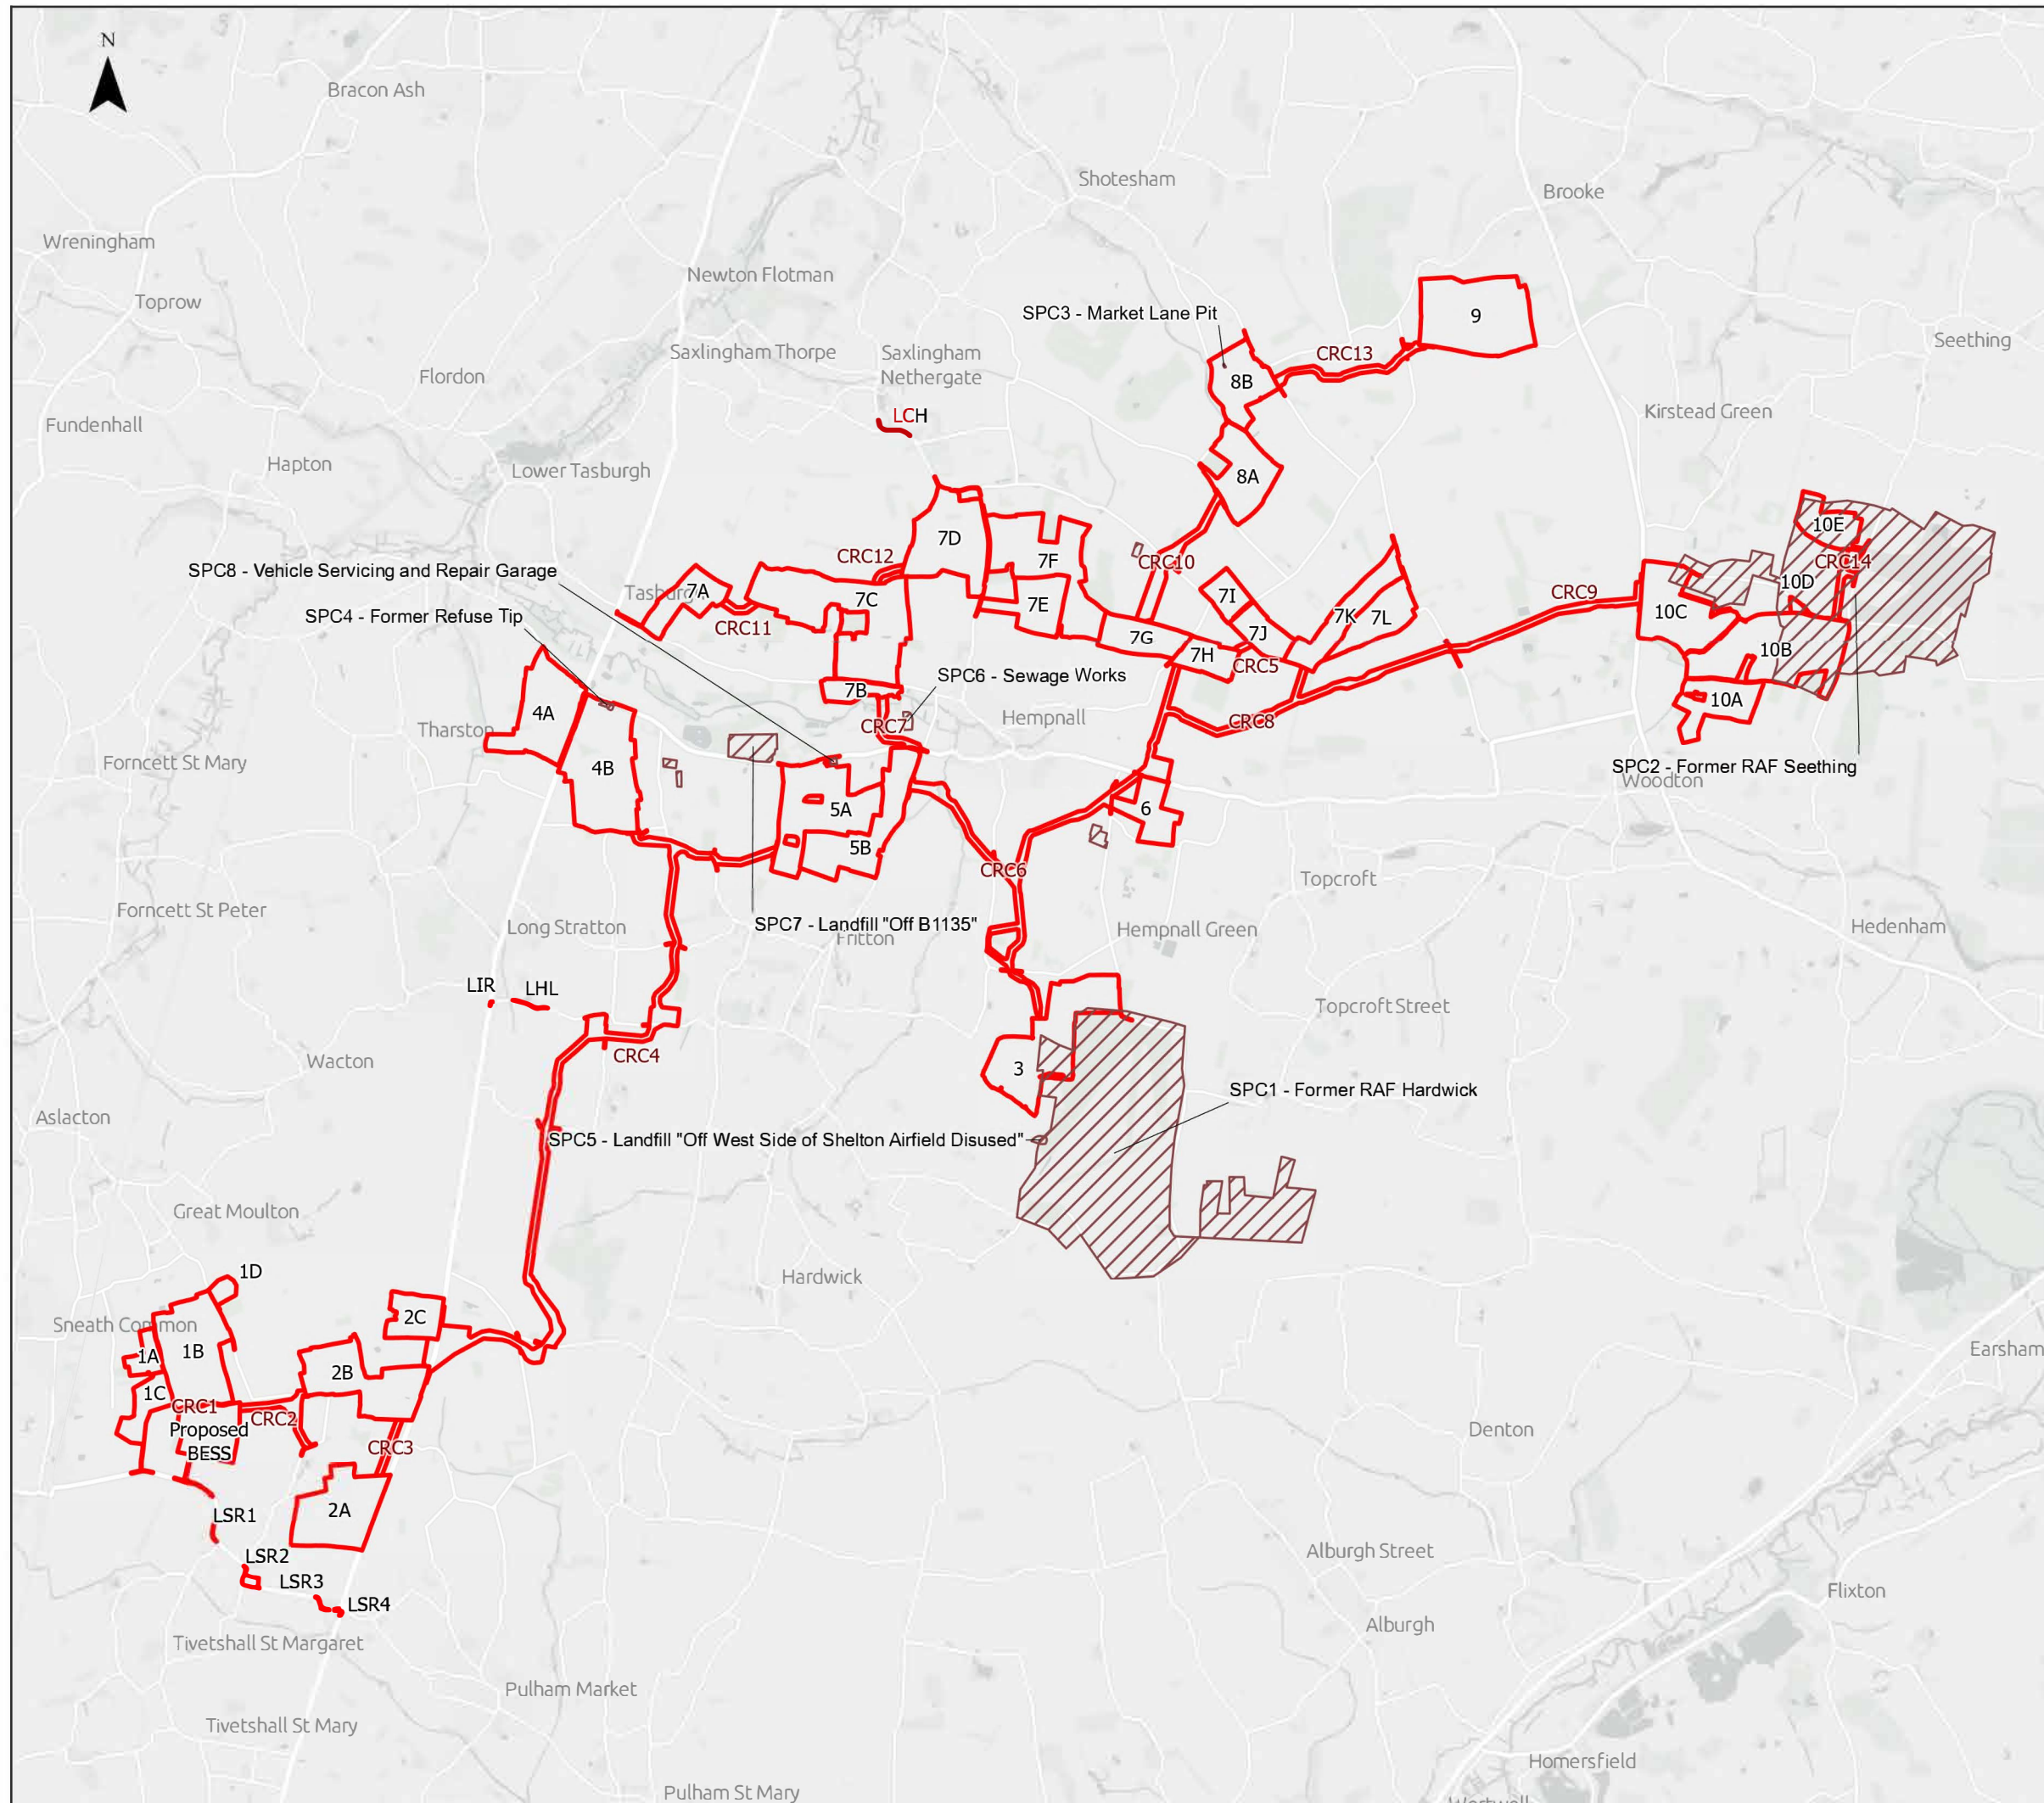 N
Bracon Ash
Shotesham
Brooke
Wreningham
Newton Flotman
Toprow
SPC3 - Market Lane Pit
9
Seething
Saxlingham Thorpe
Saxlingham
Nethergate
CRC13
Flordon
8B
Kirstead Green
LCH
Fundenhall
Hapton
Lower Tasburgh
8A
10E
7D
CRC12
7F
CRC10
CRC14
SPC8 - Vehicle Servicing and Repair Garage
10D
7A
7C
7I
CRC9
7E
7K
7L
10C
SPC4 - Former Refuse Tip
CRC11
7G
7J
7H
CRC5
10B
SPC6 - Sewage Works
7B
10A
4A
Hempnall
CRC7
CRC8
Tharston
Forncett St Mary
4B
SPC2 - Former RAF Seething
Woodton
5A
6
5B
CRC6
Topcroft
Forncett St Peter
Long Stratton
SPC7 - Landfill "Off B1135"
Fritton
Hempnall Green
Hedenham
LIR
LHL
Topcroft Street
CRC4
Wacton
3
SPC1 - Former RAF Hardwick
Aslacton
SPC5 - Landfill "Off West Side of Shelton Airfield Disused"
Great Moulton
1D
Hardwick
2C
Sneath Common
1A
1B
Earsham
2B
1C
CRC1
CRC2
Proposed
BESS
CRC3
Denton
2A
LSR1
LSR2
Alburgh Street
LSR3
Flixton
LSR4
Alburgh
Tivetshall St Margaret
Pulham Market
Tivetshall St Mary
Homersfield
Pulham St Mary